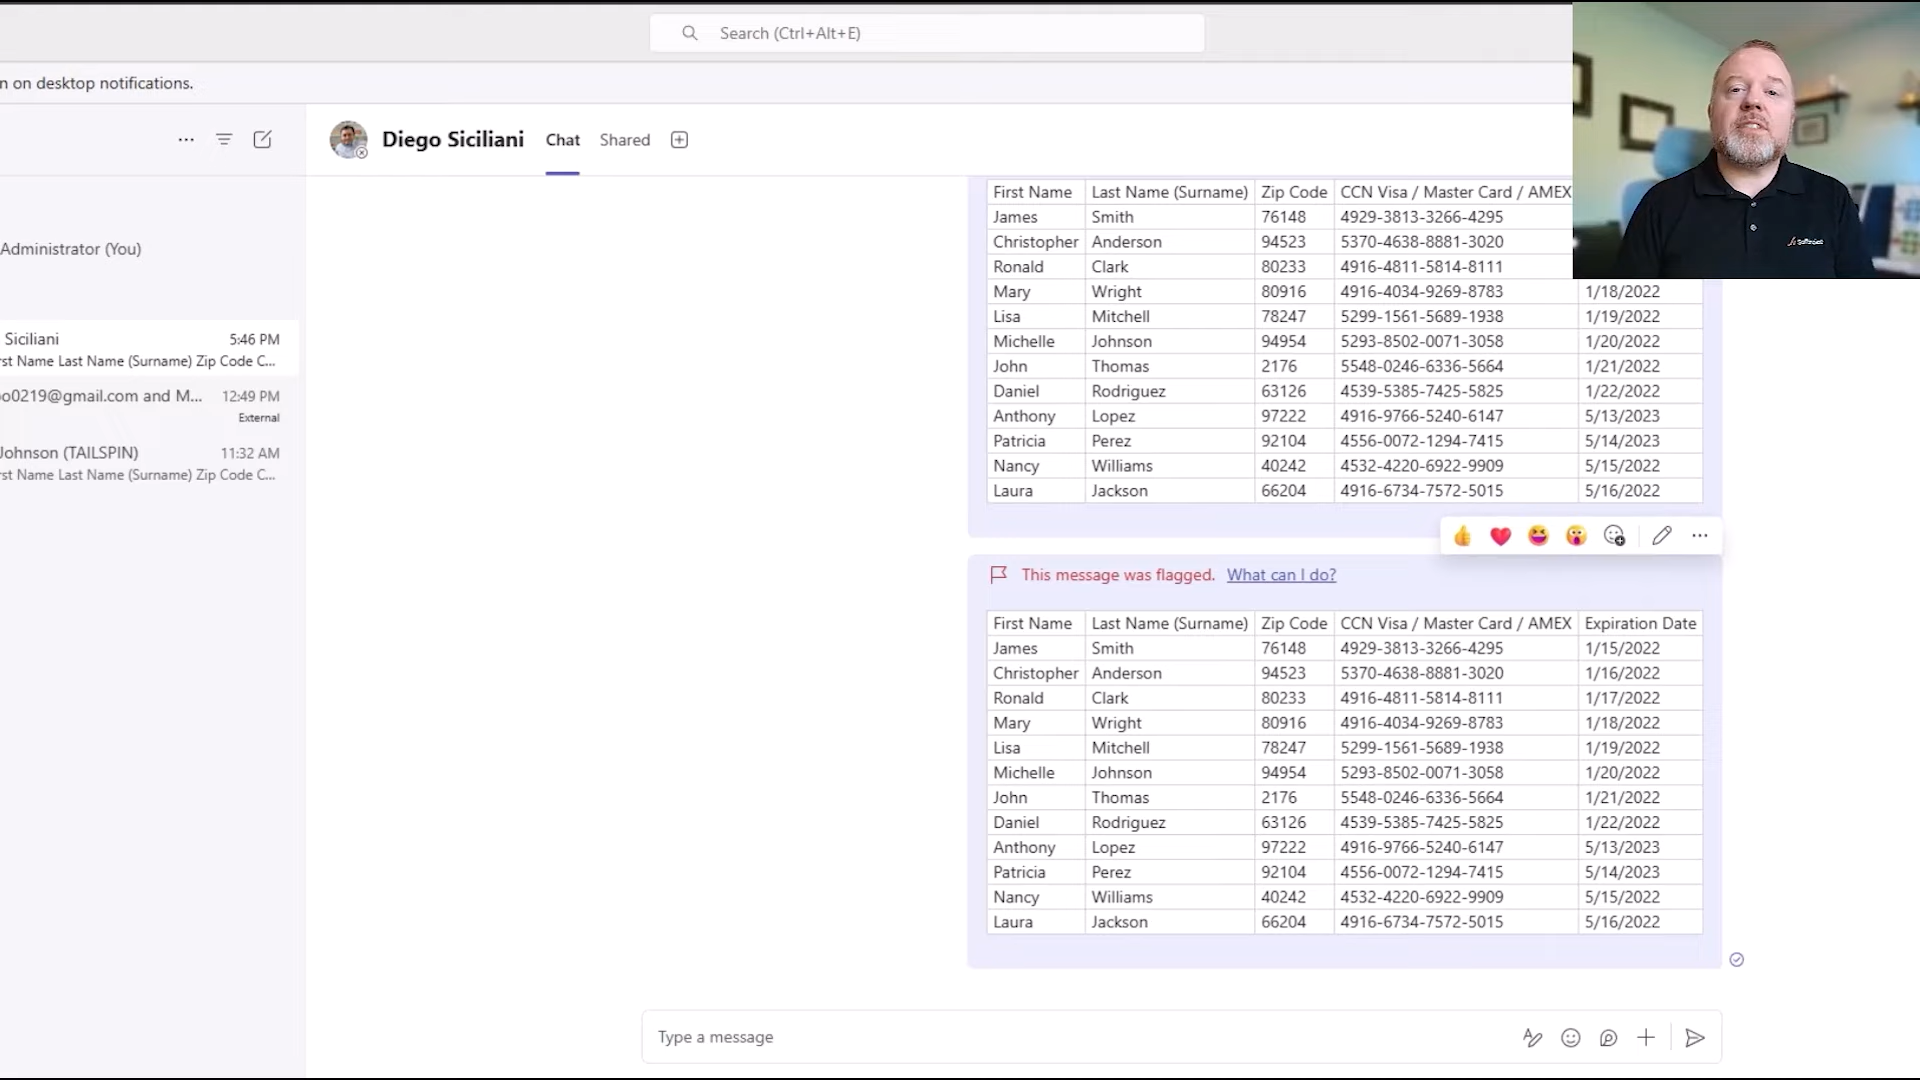 Search (Ctrl+Alt+E)
n on desktop notifications.
Diego Siciliani Chat Shared
Administrator (You)
Siciliani 5:46 PM
rst Name Last Name (Surname) Zip Code C...
oo0219@gmail.com and M... 12:49 PM
External
Johnson (TAILSPIN) 11:32 AM
rst Name Last Name (Surname) Zip Code C...
First Name Last Name (Surname) Zip Code CCN Visa / Master Card / AMEX
James Smith 76148 4929-3813-3266-4295
Christopher Anderson 94523 5370-4638-8881-3020
Ronald Clark 80233 4916-4811-5814-8111
Mary Wright 80916 4916-4034-9269-8783 1/18/2022
Lisa Mitchell 78247 5299-1561-5689-1938 1/19/2022
Michelle Johnson 94954 5293-8502-0071-3058 1/20/2022
John Thomas 2176 5548-0246-6336-5664 1/21/2022
Daniel Rodriguez 63126 4539-5385-7425-5825 1/22/2022
Anthony Lopez 97222 4916-9766-5240-6147 5/13/2023
Patricia Perez 92104 4556-0072-1294-7415 5/14/2023
Nancy Williams 40242 4532-4220-6922-9909 5/15/2022
Laura Jackson 66204 4916-6734-7572-5015 5/16/2022
This message was flagged. What can I do?
First Name Last Name (Surname) Zip Code CCN Visa / Master Card / AMEX Expiration Date
James Smith 76148 4929-3813-3266-4295 1/15/2022
Christopher Anderson 94523 5370-4638-8881-3020 1/16/2022
Ronald Clark 80233 4916-4811-5814-8111 1/17/2022
Mary Wright 80916 4916-4034-9269-8783 1/18/2022
Lisa Mitchell 78247 5299-1561-5689-1938 1/19/2022
Michelle Johnson 94954 5293-8502-0071-3058 1/20/2022
John Thomas 2176 5548-0246-6336-5664 1/21/2022
Daniel Rodriguez 63126 4539-5385-7425-5825 1/22/2022
Anthony Lopez 97222 4916-9766-5240-6147 5/13/2023
Patricia Perez 92104 4556-0072-1294-7415 5/14/2023
Nancy Williams 40242 4532-4220-6922-9909 5/15/2022
Laura Jackson 66204 4916-6734-7572-5015 5/16/2022
Type a message